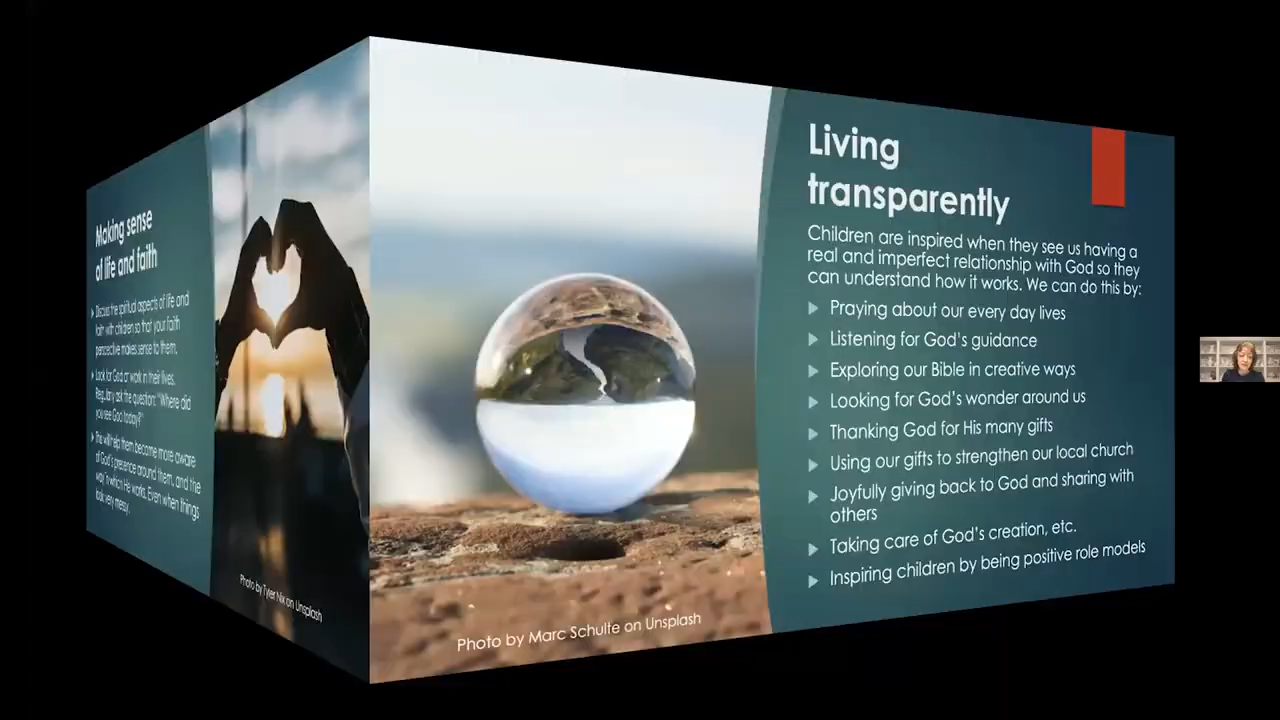 Making sense
of life and faith
Discuss the spiritual aspects of life and
faith with children so that your faith
perspective makes sense to them.
Look for God at work in their lives.
Regularly ask the question: "Where did
you see God today?"
This will help them become more aware
of God's presence around them, and the
way in which He works. Even when things
look very messy.
Photo by Tyler Nix on Unsplash
Living
transparently
Children are inspired when they see us having a
real and imperfect relationship with God so they
can understand how it works. We can do this by:
Praying about our every day lives
Listening for God's guidance
Exploring our Bible in creative ways
Looking for God's wonder around us
Thanking God for His many gifts
Using our gifts to strengthen our local church
Joyfully giving back to God and sharing with
others
Taking care of God's creation, etc.
Inspiring children by being positive role models
Photo by Marc Schulte on Unsplash